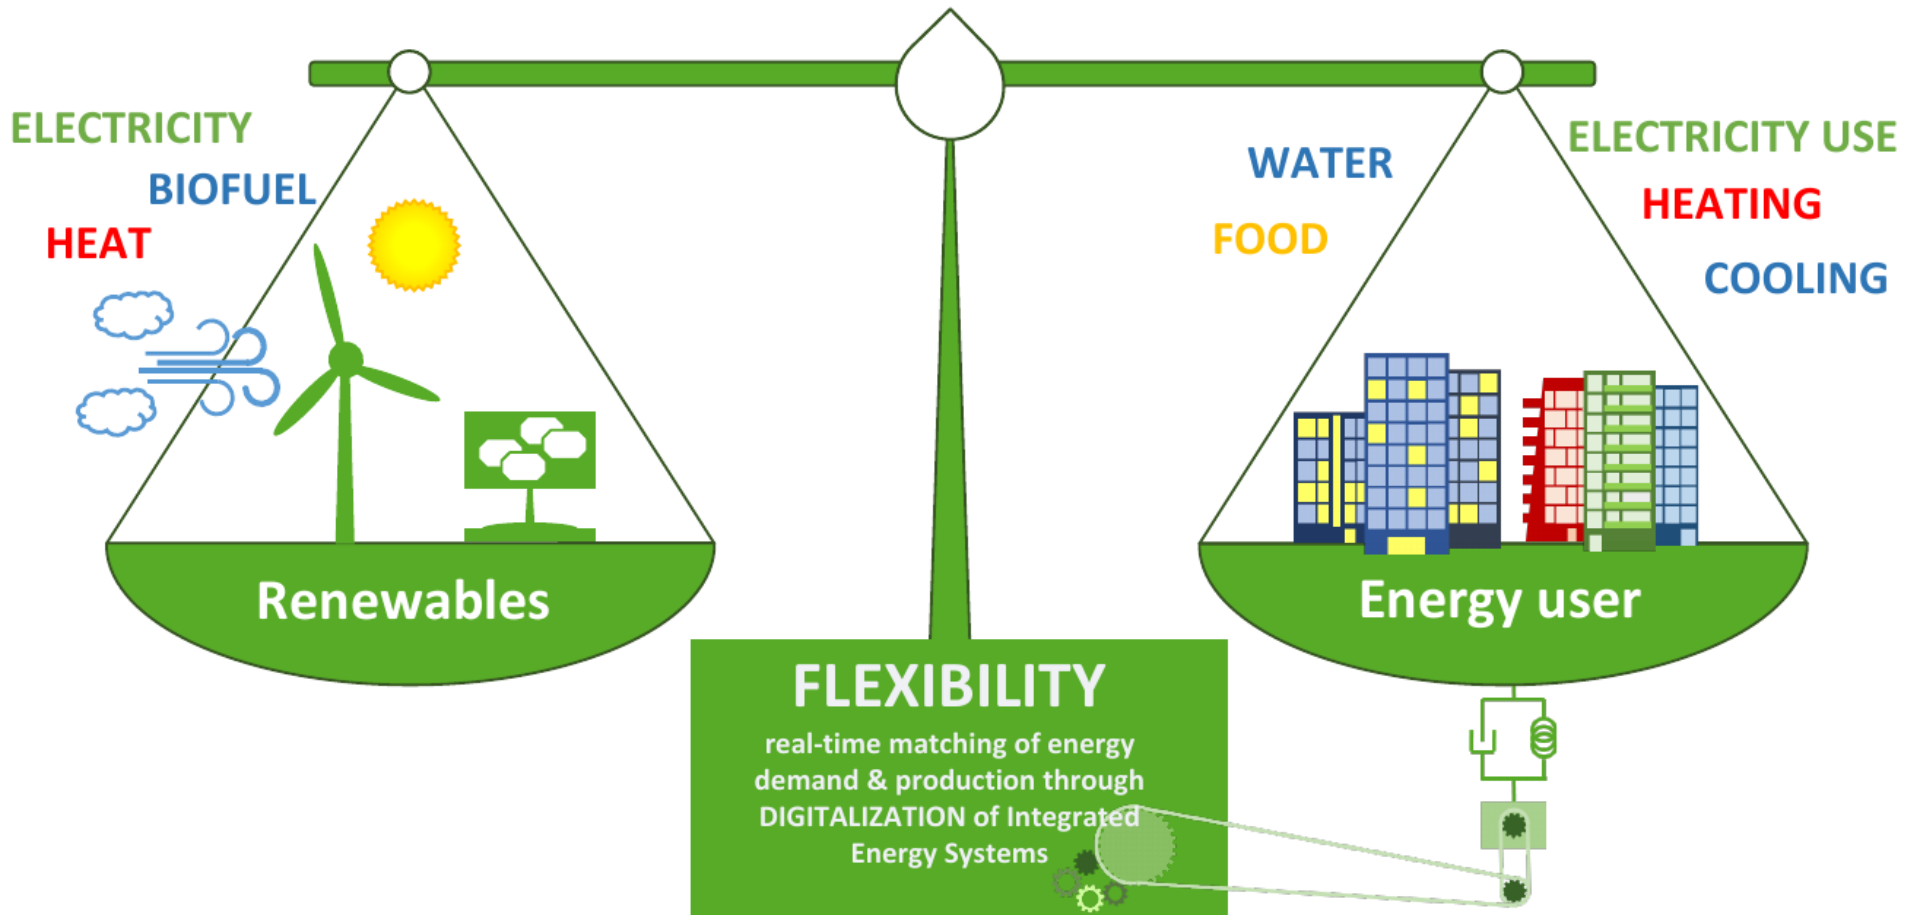 ELECTRICITY
BIOFUEL
HEAT
WATER
FOOD
ELECTRICITY USE
HEATING
COOLING
Renewables
Energy user
FLEXIBILITY
real-time matching of energy
demand & production through
DIGITALIZATION of Integrated
Energy Systems